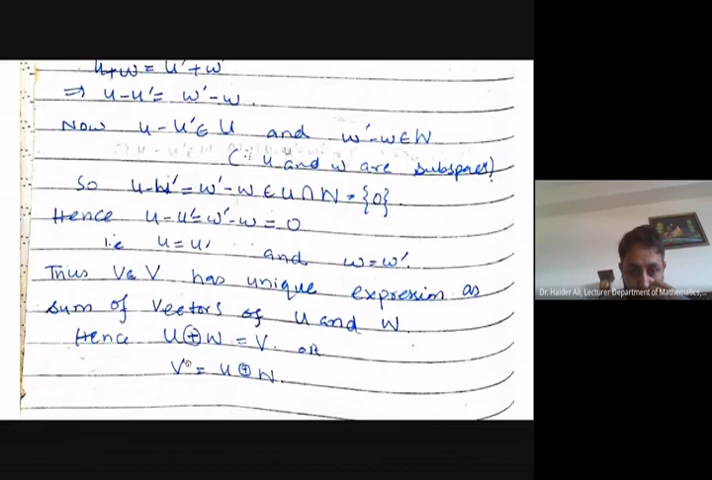 u+w = u'+w'
⇒ u-u' = w'-w.
Now u-u'∈ U and w'-w∈W
(∵ U and W are subspaces)
So u-u' = w'-w ∈ U∩W = {0}
Hence u-u' = w'-w = 0
i.e u=u' and w=w'.
Thus v∈V has unique expression as
sum of vectors of U and W.
Hence U⊕W = V. or
V = U⊕W.
Dr. Haider Ali, Lecturer Department of Mathematics,...